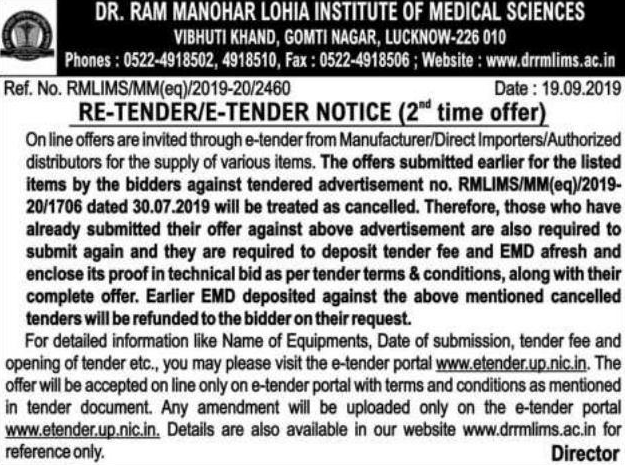 DR. RAM MANOHAR LOHIA INSTITUTE OF MEDICAL SCIENCES
VIBHUTI KHAND, GOMTI NAGAR, LUCKNOW-226 010
Phones : 0522-4918502, 4918510, Fax : 0522-4918506 ; Website : www.drrmlims.ac.in
Ref. No. RMLIMS/MM(eq)/2019-20/2460 Date : 19.09.2019
RE-TENDER/E-TENDER NOTICE (2nd time offer)
On line offers are invited through e-tender from Manufacturer/Direct Importers/Authorized
distributors for the supply of various items. The offers submitted earlier for the listed
items by the bidders against tendered advertisement no. RMLIMS/MM(eq)/2019-
20/1706 dated 30.07.2019 will be treated as cancelled. Therefore, those who have
already submitted their offer against above advertisement are also required to
submit again and they are required to deposit tender fee and EMD afresh and
enclose its proof in technical bid as per tender terms & conditions, along with their
complete offer. Earlier EMD deposited against the above mentioned cancelled
tenders will be refunded to the bidder on their request.
For detailed information like Name of Equipments, Date of submission, tender fee and
opening of tender etc., you may please visit the e-tender portal www.etender.up.nic.in. The
offer will be accepted on line only on e-tender portal with terms and conditions as mentioned
in tender document. Any amendment will be uploaded only on the e-tender portal
www.etender.up.nic.in. Details are also available in our website www.drrmlims.ac.in for
reference only. Director